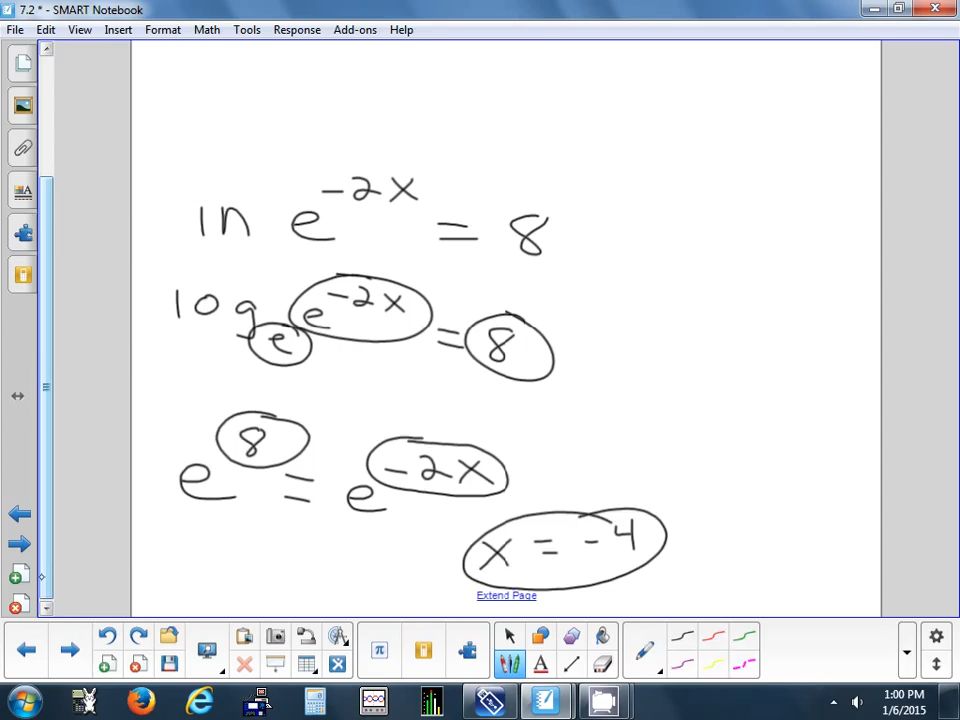 7.2 * - SMART Notebook
File Edit View Insert Format Math Tools Response Add-ons Help
ln e^{-2x} = 8
log_e e^{-2x} = 8
e^8 = e^{-2x}
x = -4
Extend Page
π
A
1:00 PM
1/6/2015